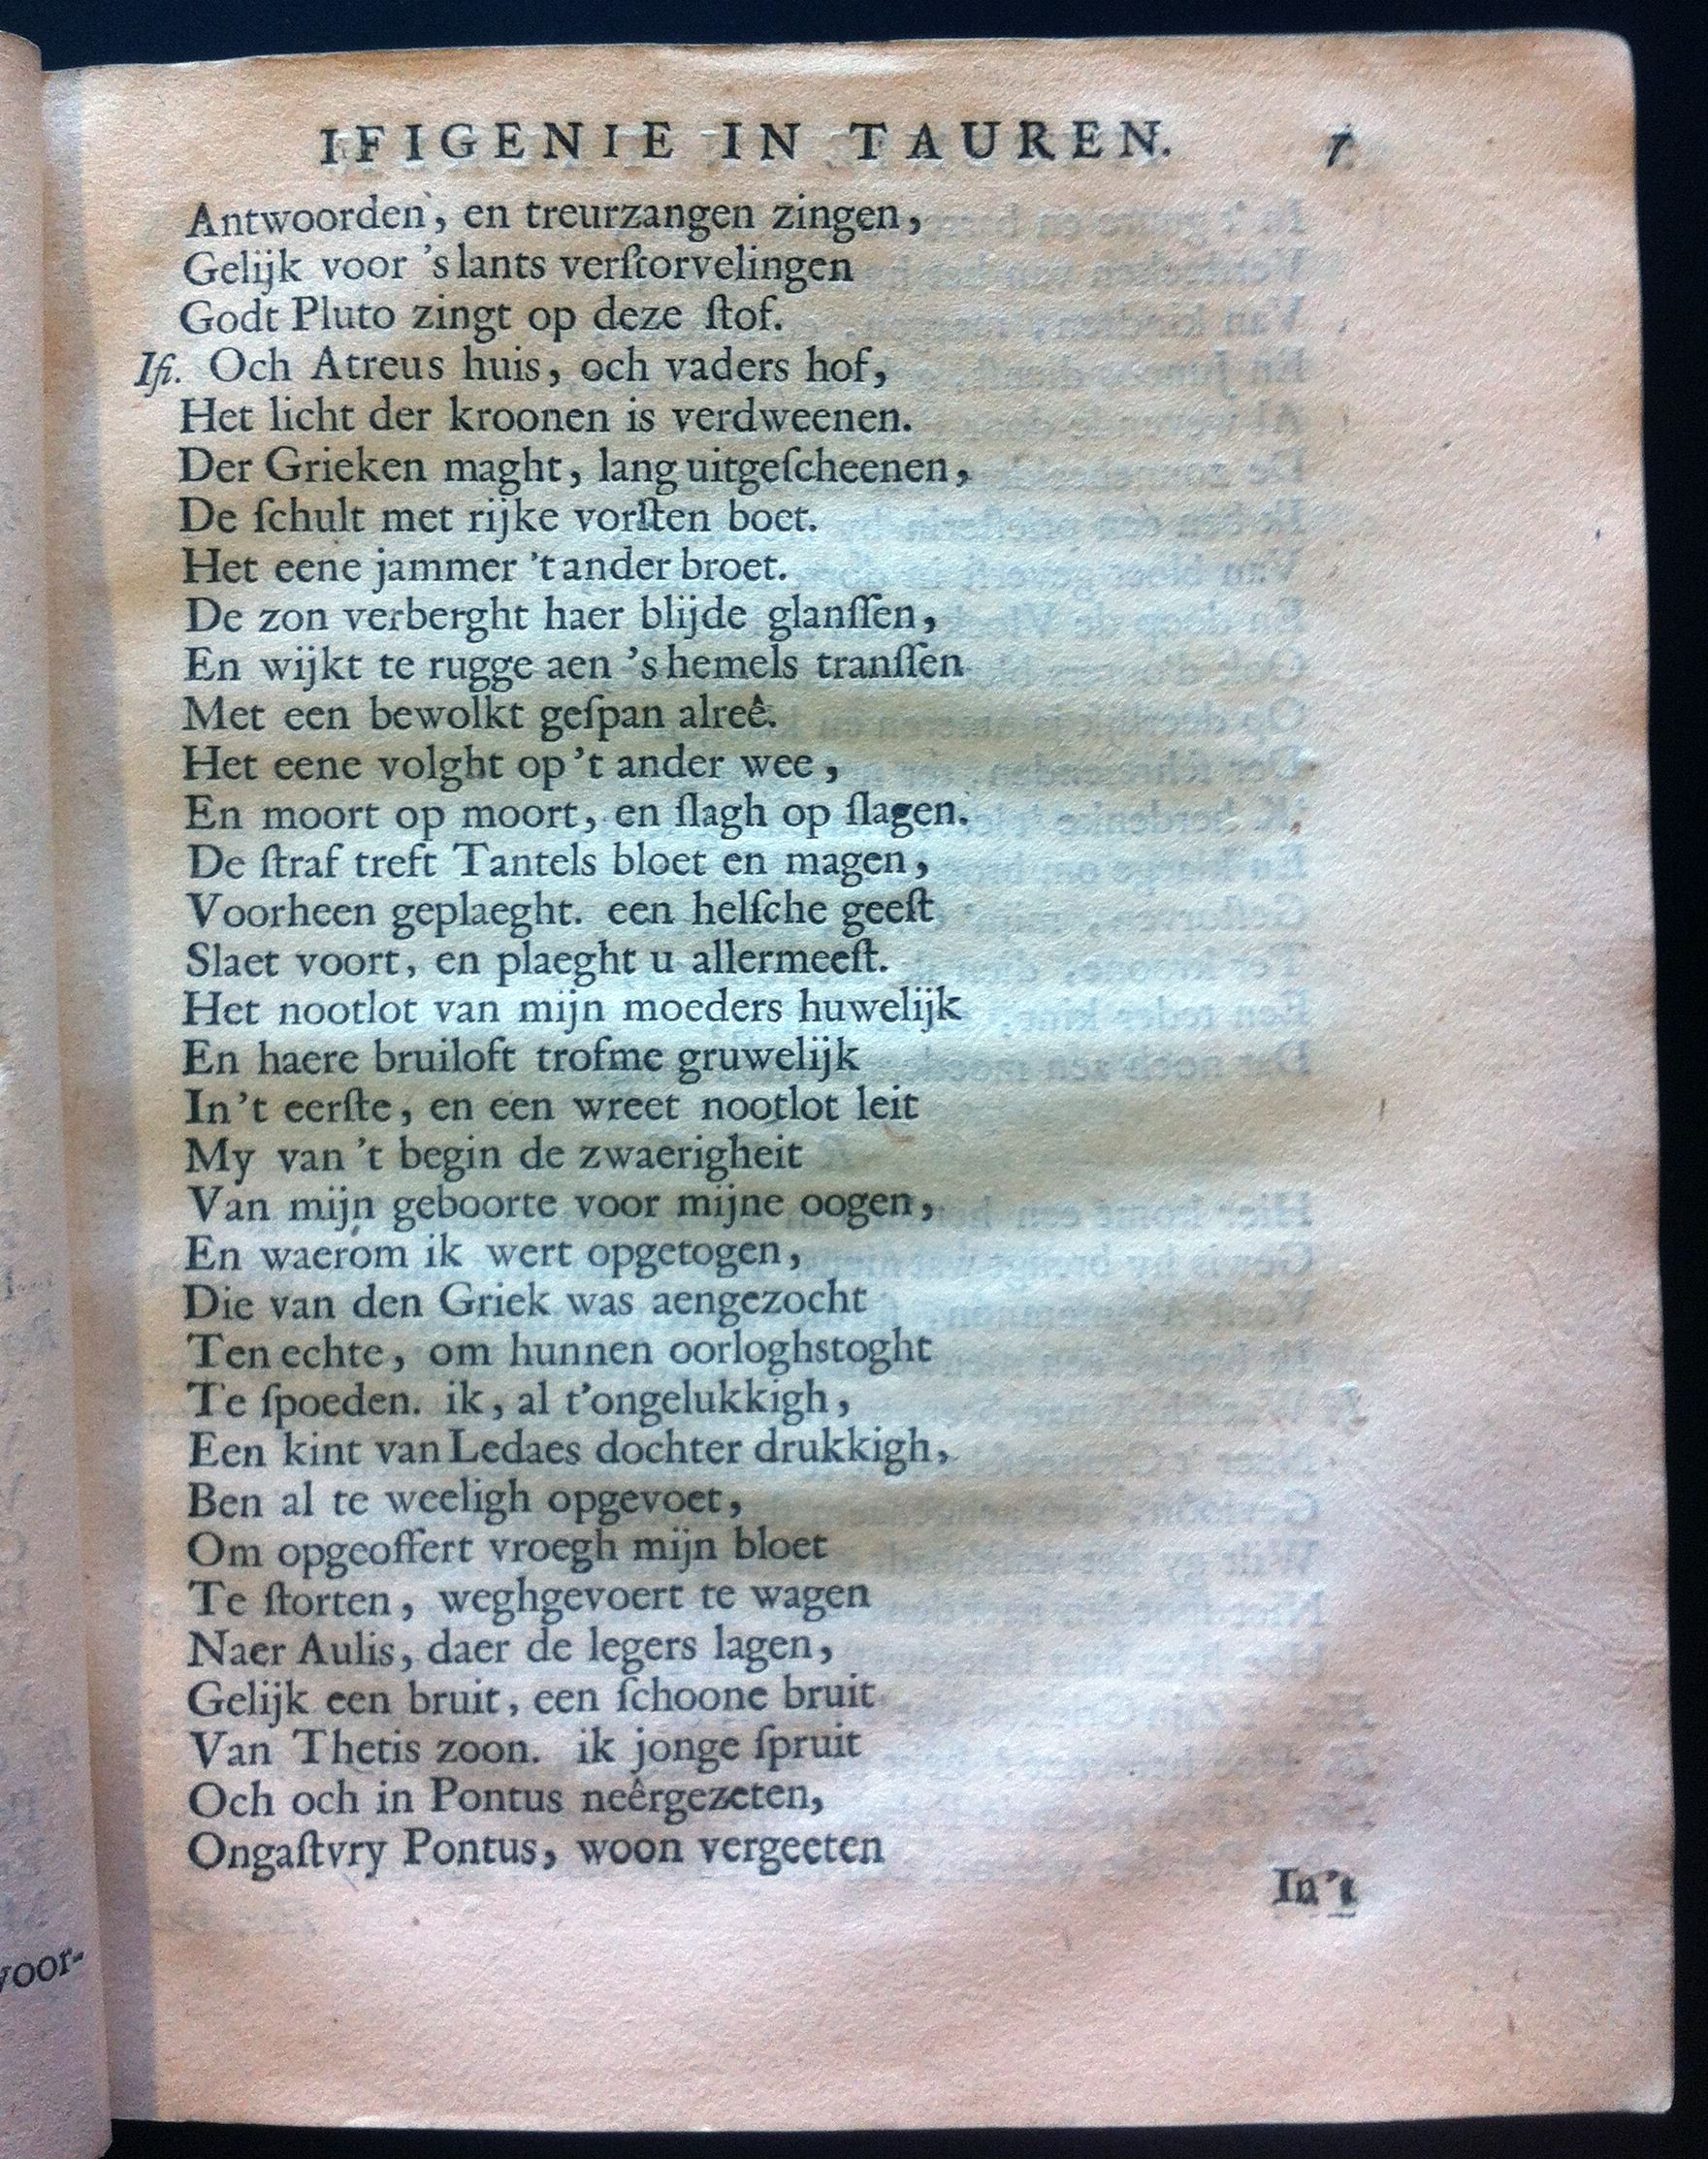 IFIGENIE IN TAUREN. 7
Antwoorden, en treurzangen zingen,
Gelijk voor 'slants verſtorvelingen
Godt Pluto zingt op deze ſtof.
Ifi. Och Atreus huis, och vaders hof,
Het licht der kroonen is verdweenen.
Der Grieken maght, lang uitgeſcheenen,
De ſchult met rijke vorſten boet.
Het eene jammer 't ander broet.
De zon verberght haer blijde glanſſen,
En wijkt te rugge aen 's hemels tranſſen
Met een bewolkt geſpan alreê.
Het eene volght op 't ander wee,
En moort op moort, en ſlagh op ſlagen.
De ſtraf treft Tantels bloet en magen,
Voorheen geplaeght. een helſche geeſt
Slaet voort, en plaeght u allermeeſt.
Het nootlot van mijn moeders huwelijk
En haere bruiloft trofme gruwelijk
In't eerſte, en een wreet nootlot leit
My van 't begin de zwaerigheit
Van mijn geboorte voor mijne oogen,
En waerom ik wert opgetogen,
Die van den Griek was aengezocht
Ten echte, om hunnen oorloghstoght
Te ſpoeden. ik, al t'ongelukkigh,
Een kint van Ledaes dochter drukkigh,
Ben al te weeligh opgevoet,
Om opgeoffert vroegh mijn bloet
Te ſtorten, weghgevoert te wagen
Naer Aulis, daer de legers lagen,
Gelijk een bruit, een ſchoone bruit
Van Thetis zoon. ik jonge ſpruit
Och och in Pontus neêrgezeten,
Ongaſtvry Pontus, woon vergeeten
In't
voor-